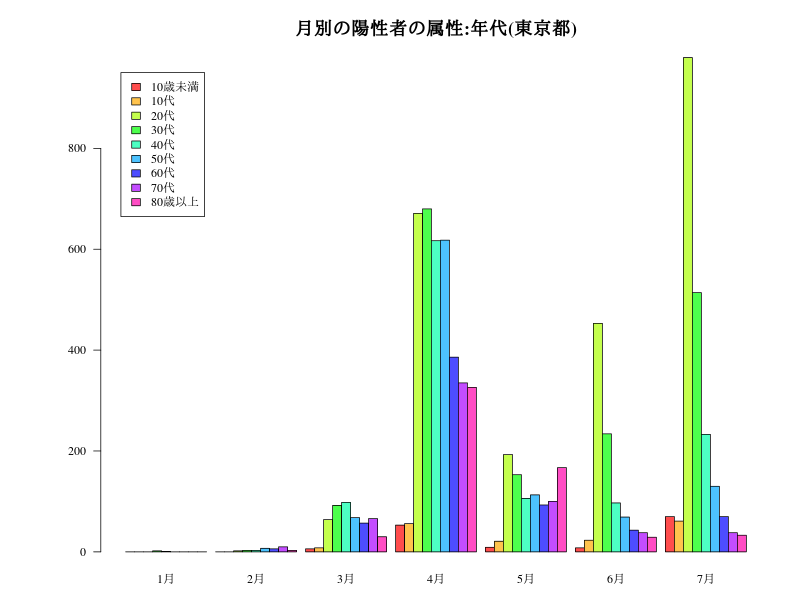 月別の陽性者の属性:年代(東京都)
10歳未満
10代
20代
30代
40代
50代
60代
70代
80歳以上
800
600
400
200
0
1月 2月 3月 4月 5月 6月 7月